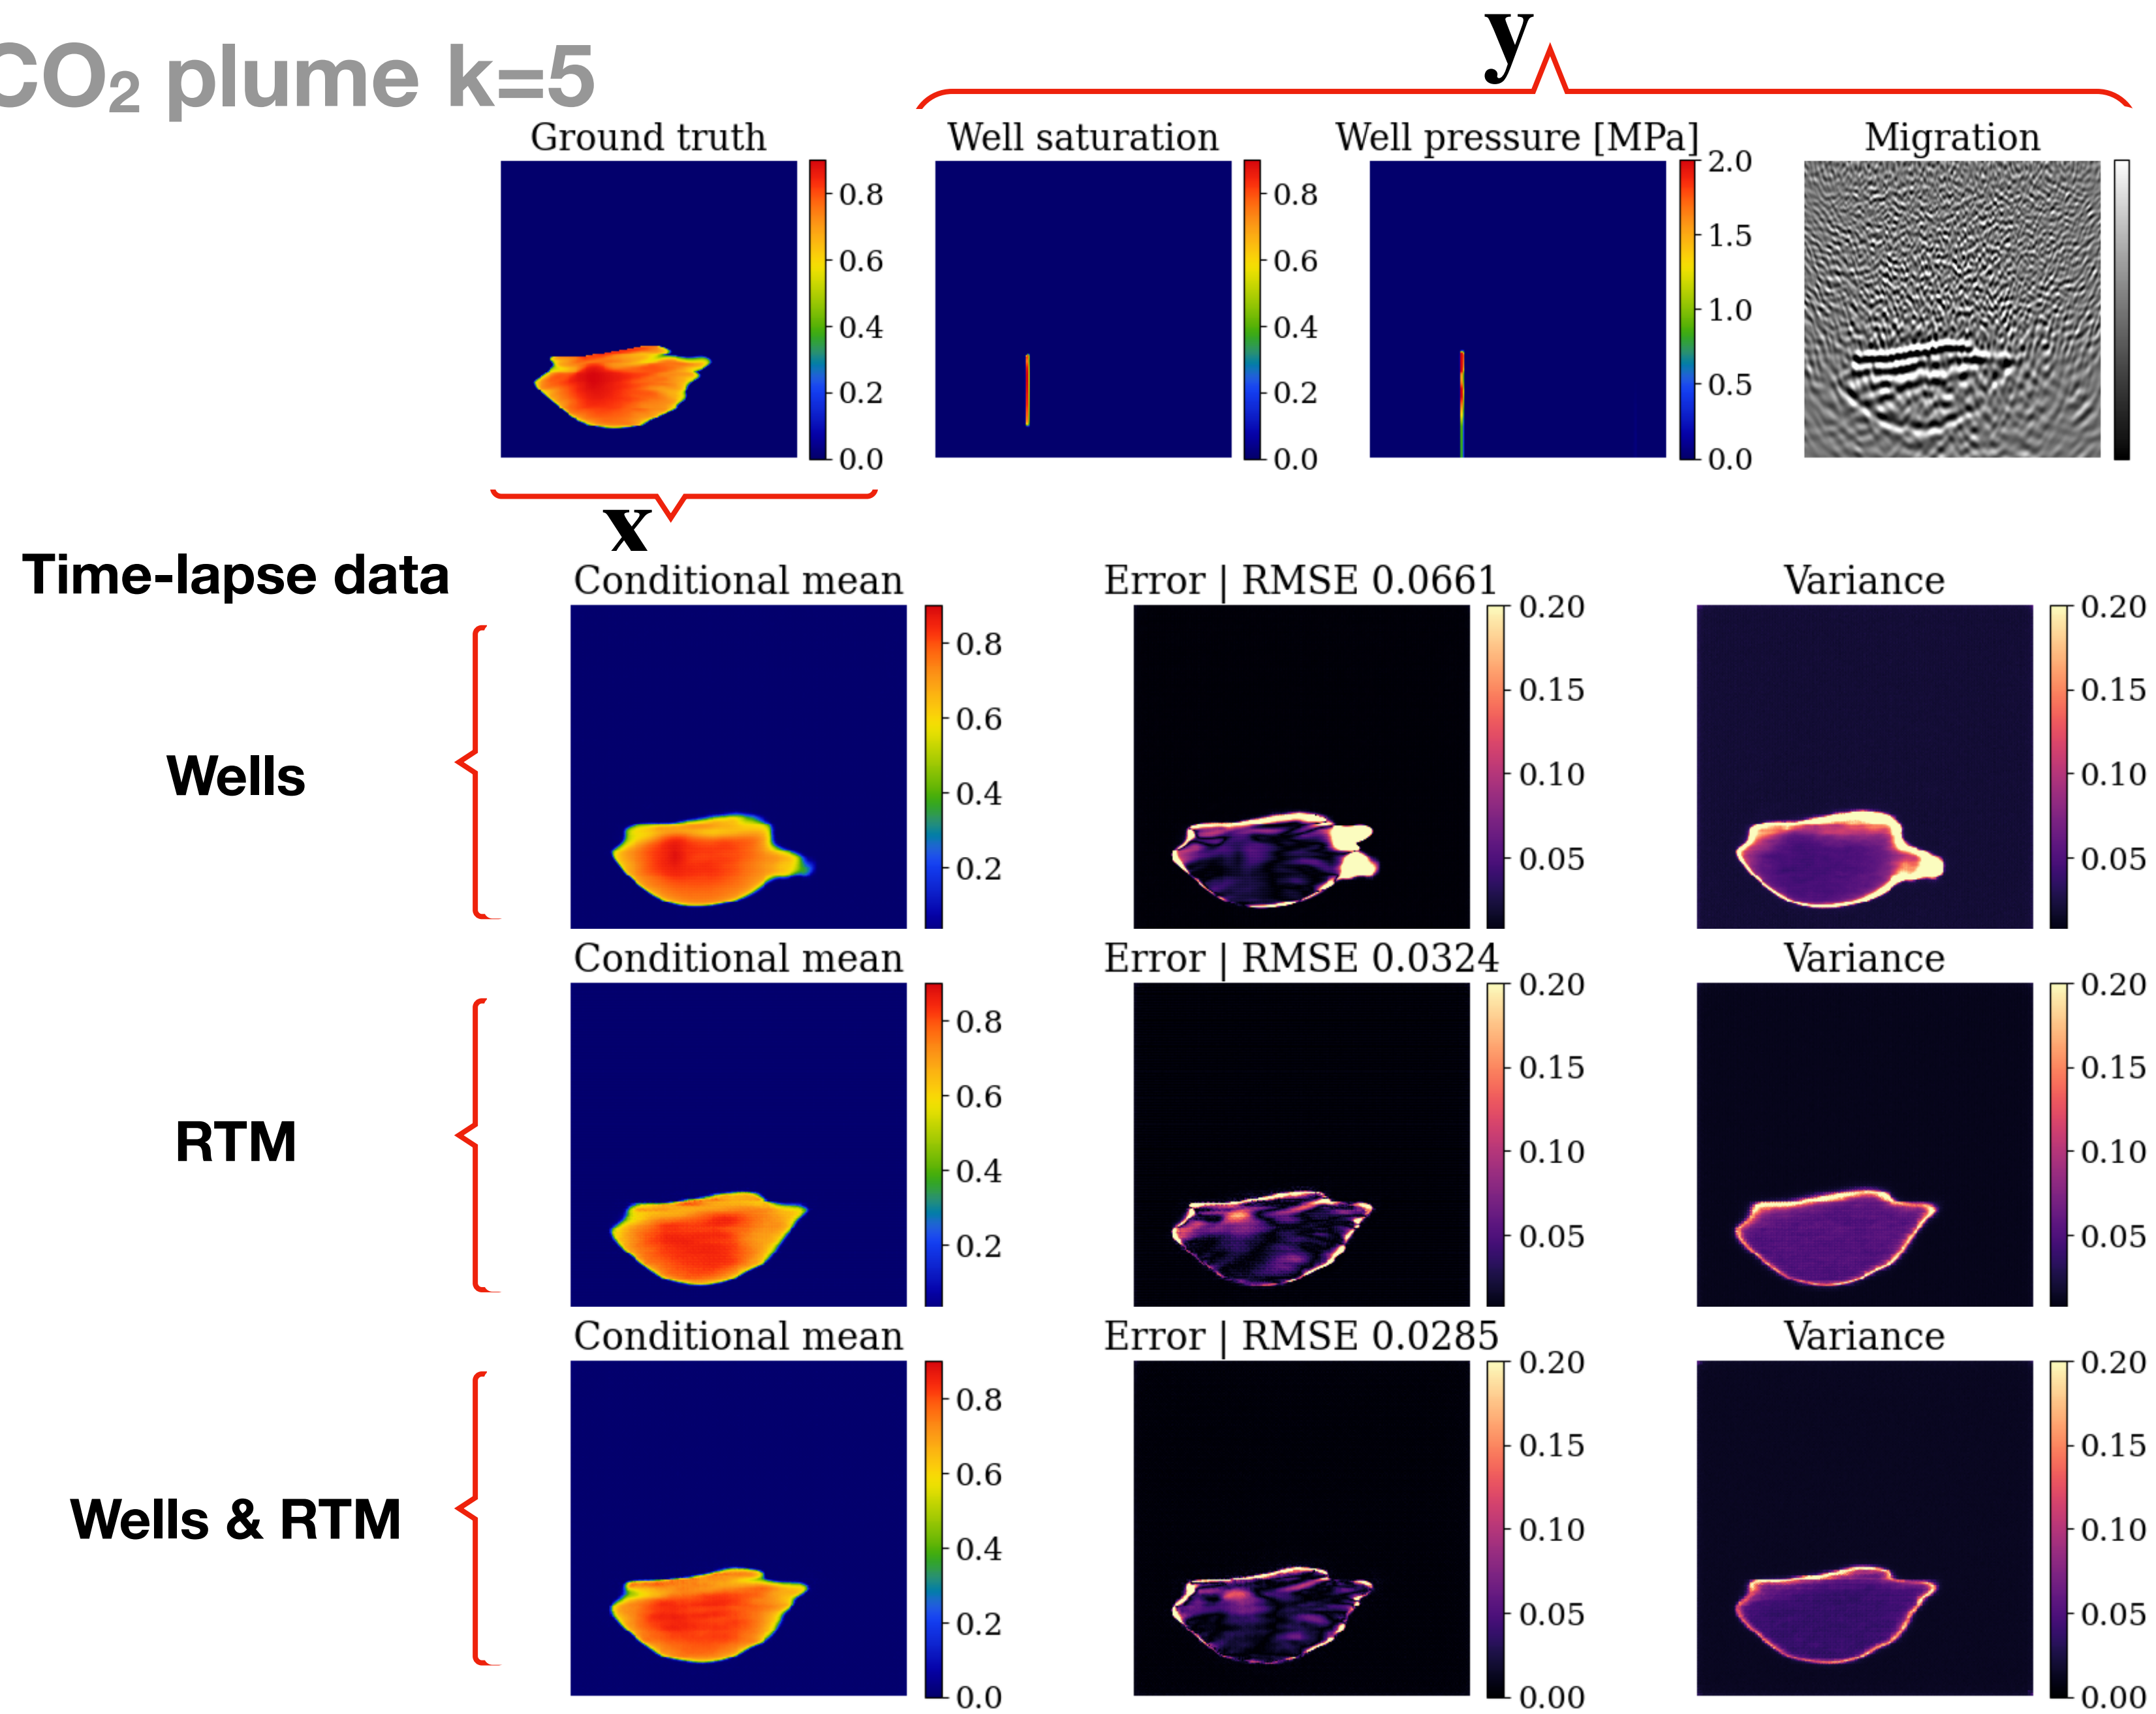 CO₂ plume k=5
y
Ground truth
Well saturation
Well pressure [MPa]
Migration
0.8
0.6
0.4
0.2
0.0
0.8
0.6
0.4
0.2
0.0
2.0
1.5
1.0
0.5
0.0
x
Time-lapse data
Conditional mean
Error | RMSE 0.0661
Variance
Wells
0.8
0.6
0.4
0.2
0.20
0.15
0.10
0.05
0.20
0.15
0.10
0.05
Conditional mean
Error | RMSE 0.0324
Variance
RTM
0.8
0.6
0.4
0.2
0.20
0.15
0.10
0.05
0.20
0.15
0.10
0.05
Conditional mean
Error | RMSE 0.0285
Variance
Wells & RTM
0.8
0.6
0.4
0.2
0.0
0.20
0.15
0.10
0.05
0.00
0.20
0.15
0.10
0.05
0.00